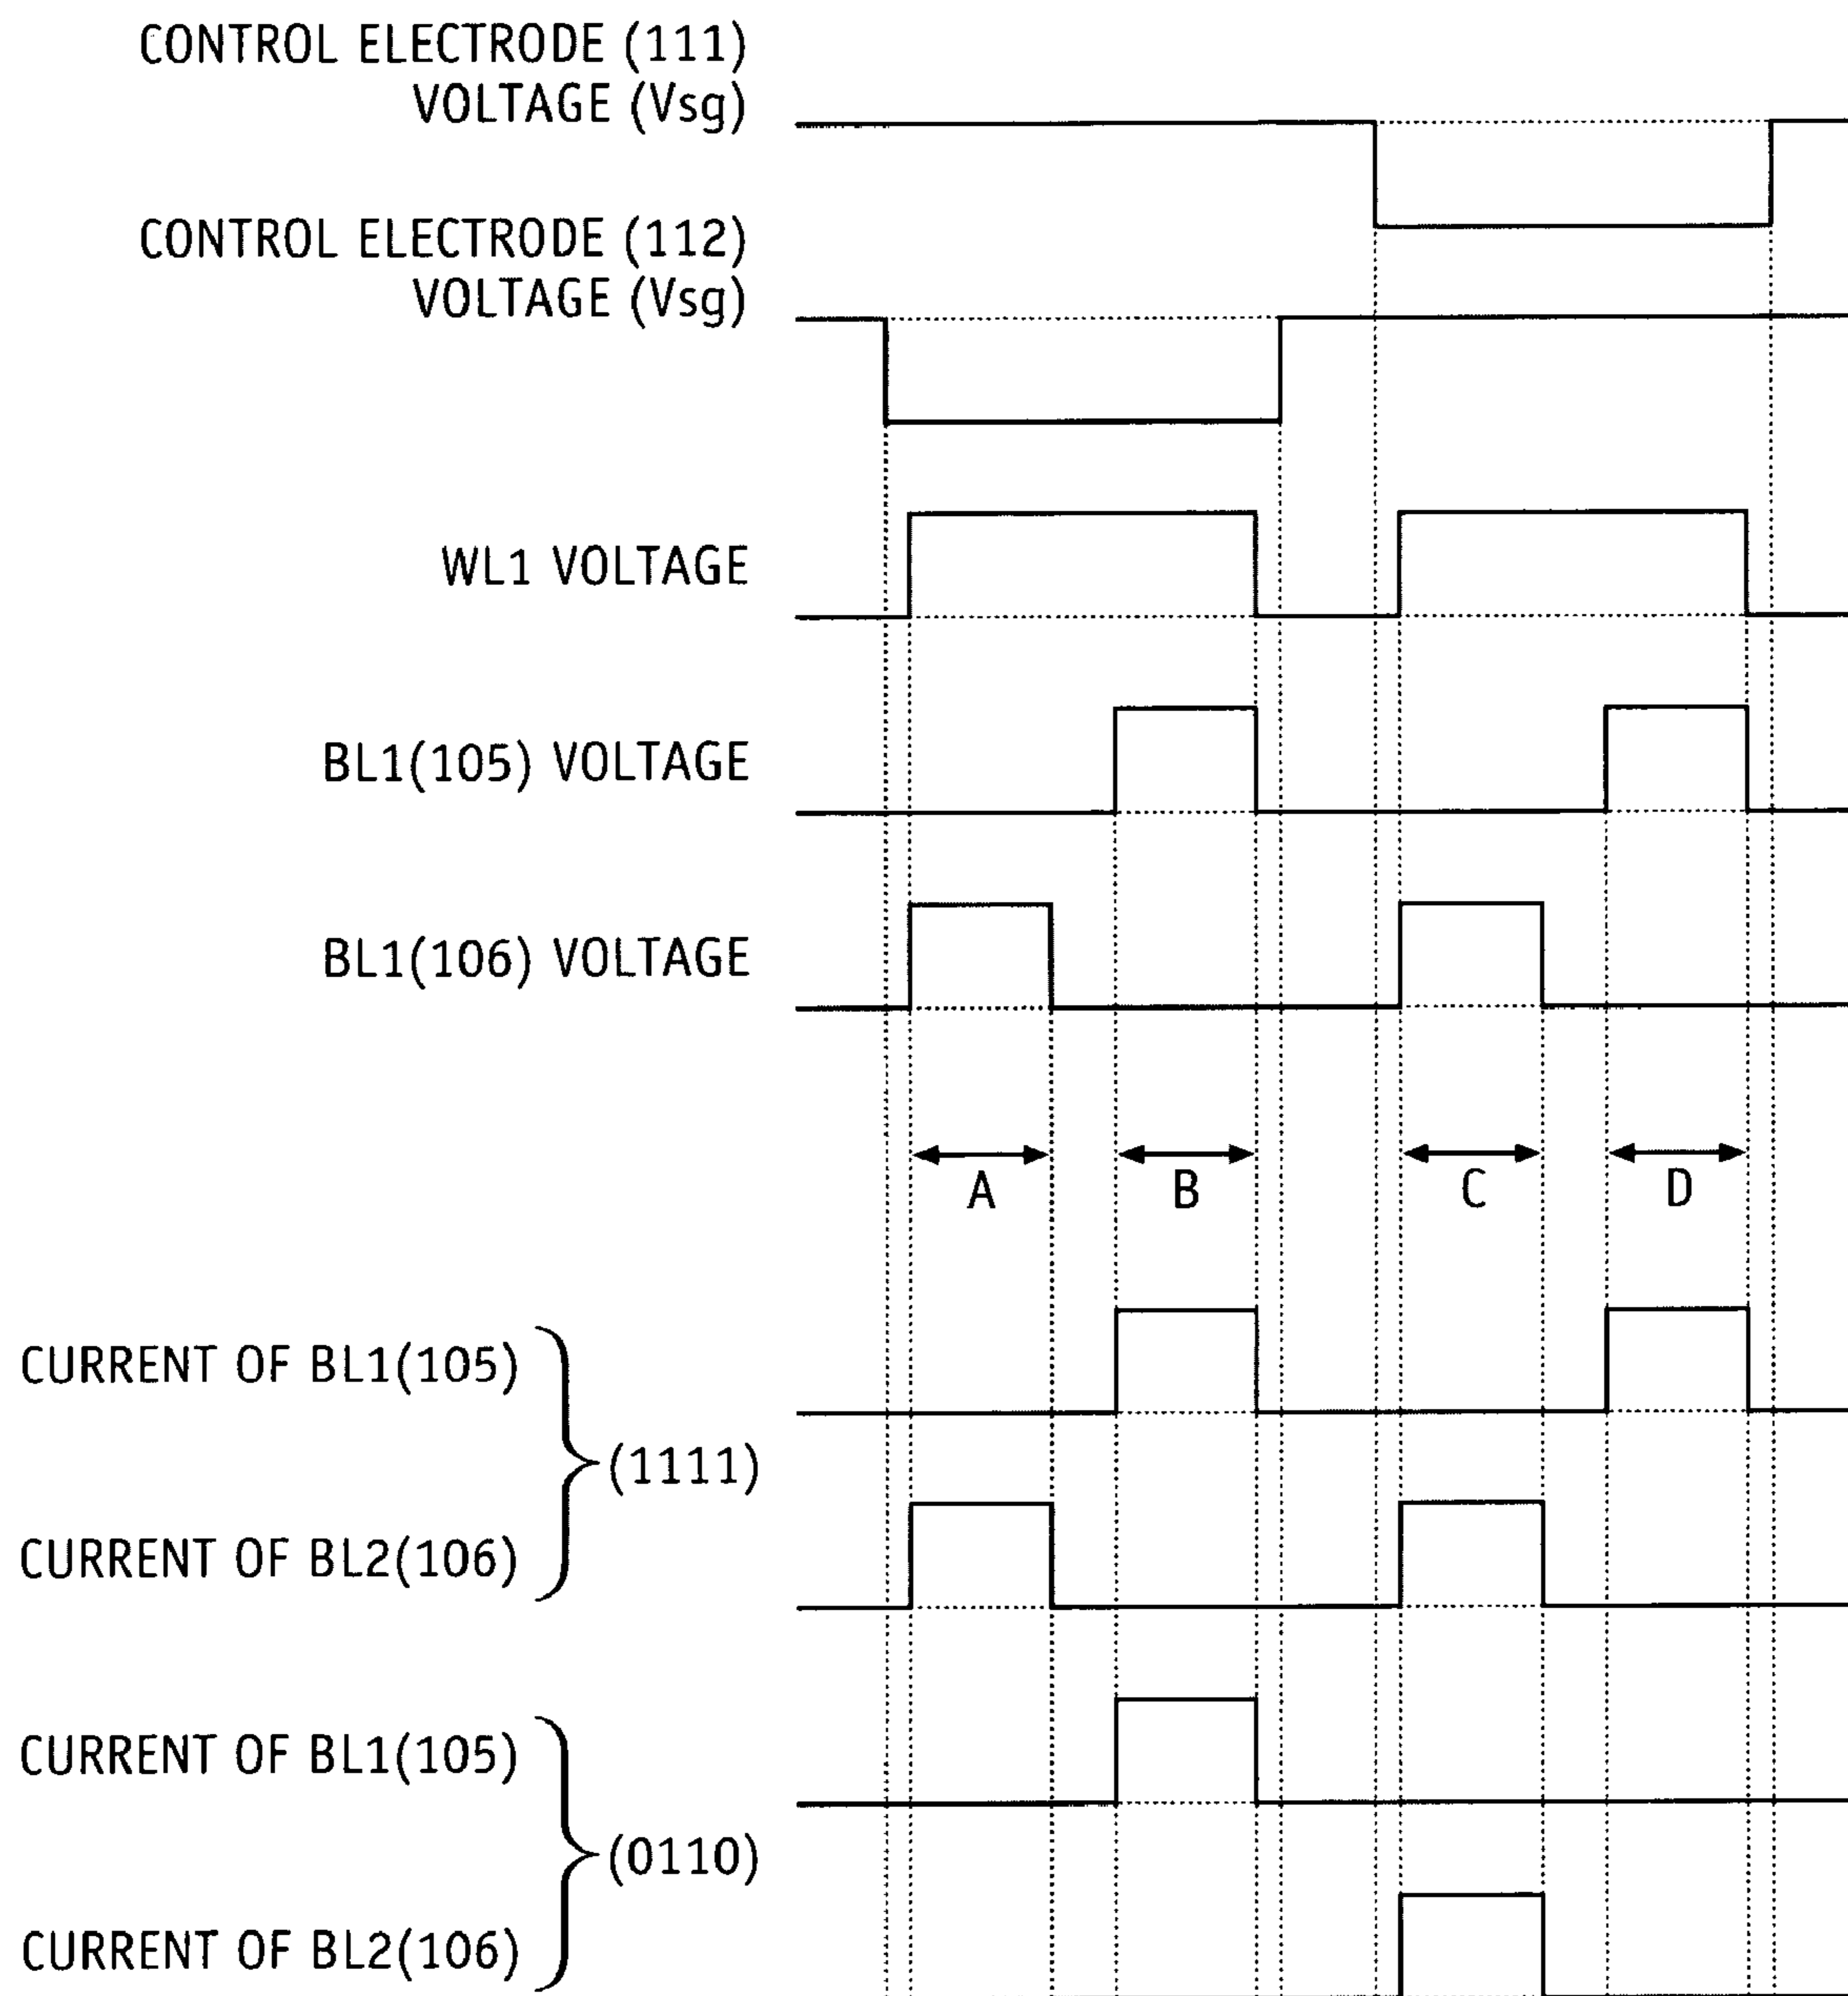 CONTROL ELECTRODE (111)
VOLTAGE (Vsg)
CONTROL ELECTRODE (112)
VOLTAGE (Vsg)
WL1 VOLTAGE
BL1(105) VOLTAGE
BL1(106) VOLTAGE
A B C D
CURRENT OF BL1(105)
(1111)
CURRENT OF BL2(106)
CURRENT OF BL1(105)
(0110)
CURRENT OF BL2(106)